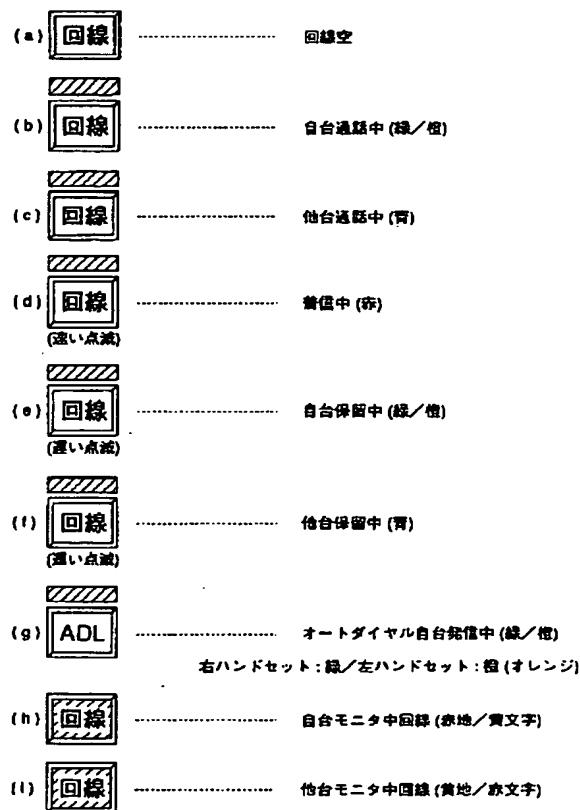 (a) 回線 回線空
(b) 回線 自台通話中 (緑／橙)
(c) 回線 他台通話中 (青)
(d) 回線 着信中 (赤)
(速い点滅)
(e) 回線 自台保留中 (緑／橙)
(遅い点滅)
(f) 回線 他台保留中 (青)
(遅い点滅)
(g) ADL オートダイヤル自台発信中 (緑／橙)
右ハンドセット : 緑／左ハンドセット : 橙 (オレンジ)
(h) 回線 自台モニタ中回線 (赤地／黄文字)
(i) 回線 他台モニタ中回線 (黄地／赤文字)